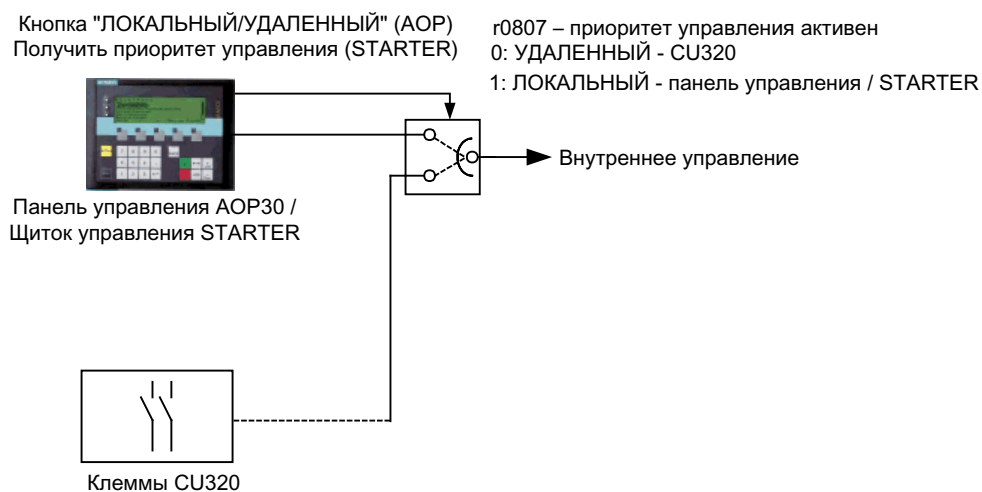 Кнопка "ЛОКАЛЬНЫЙ/УДАЛЕННЫЙ" (AOP)
Получить приоритет управления (STARTER)
r0807 – приоритет управления активен
0: УДАЛЕННЫЙ - CU320
1: ЛОКАЛЬНЫЙ - панель управления / STARTER
Внутреннее управление
Панель управления AOP30 /
Щиток управления STARTER
Клеммы CU320